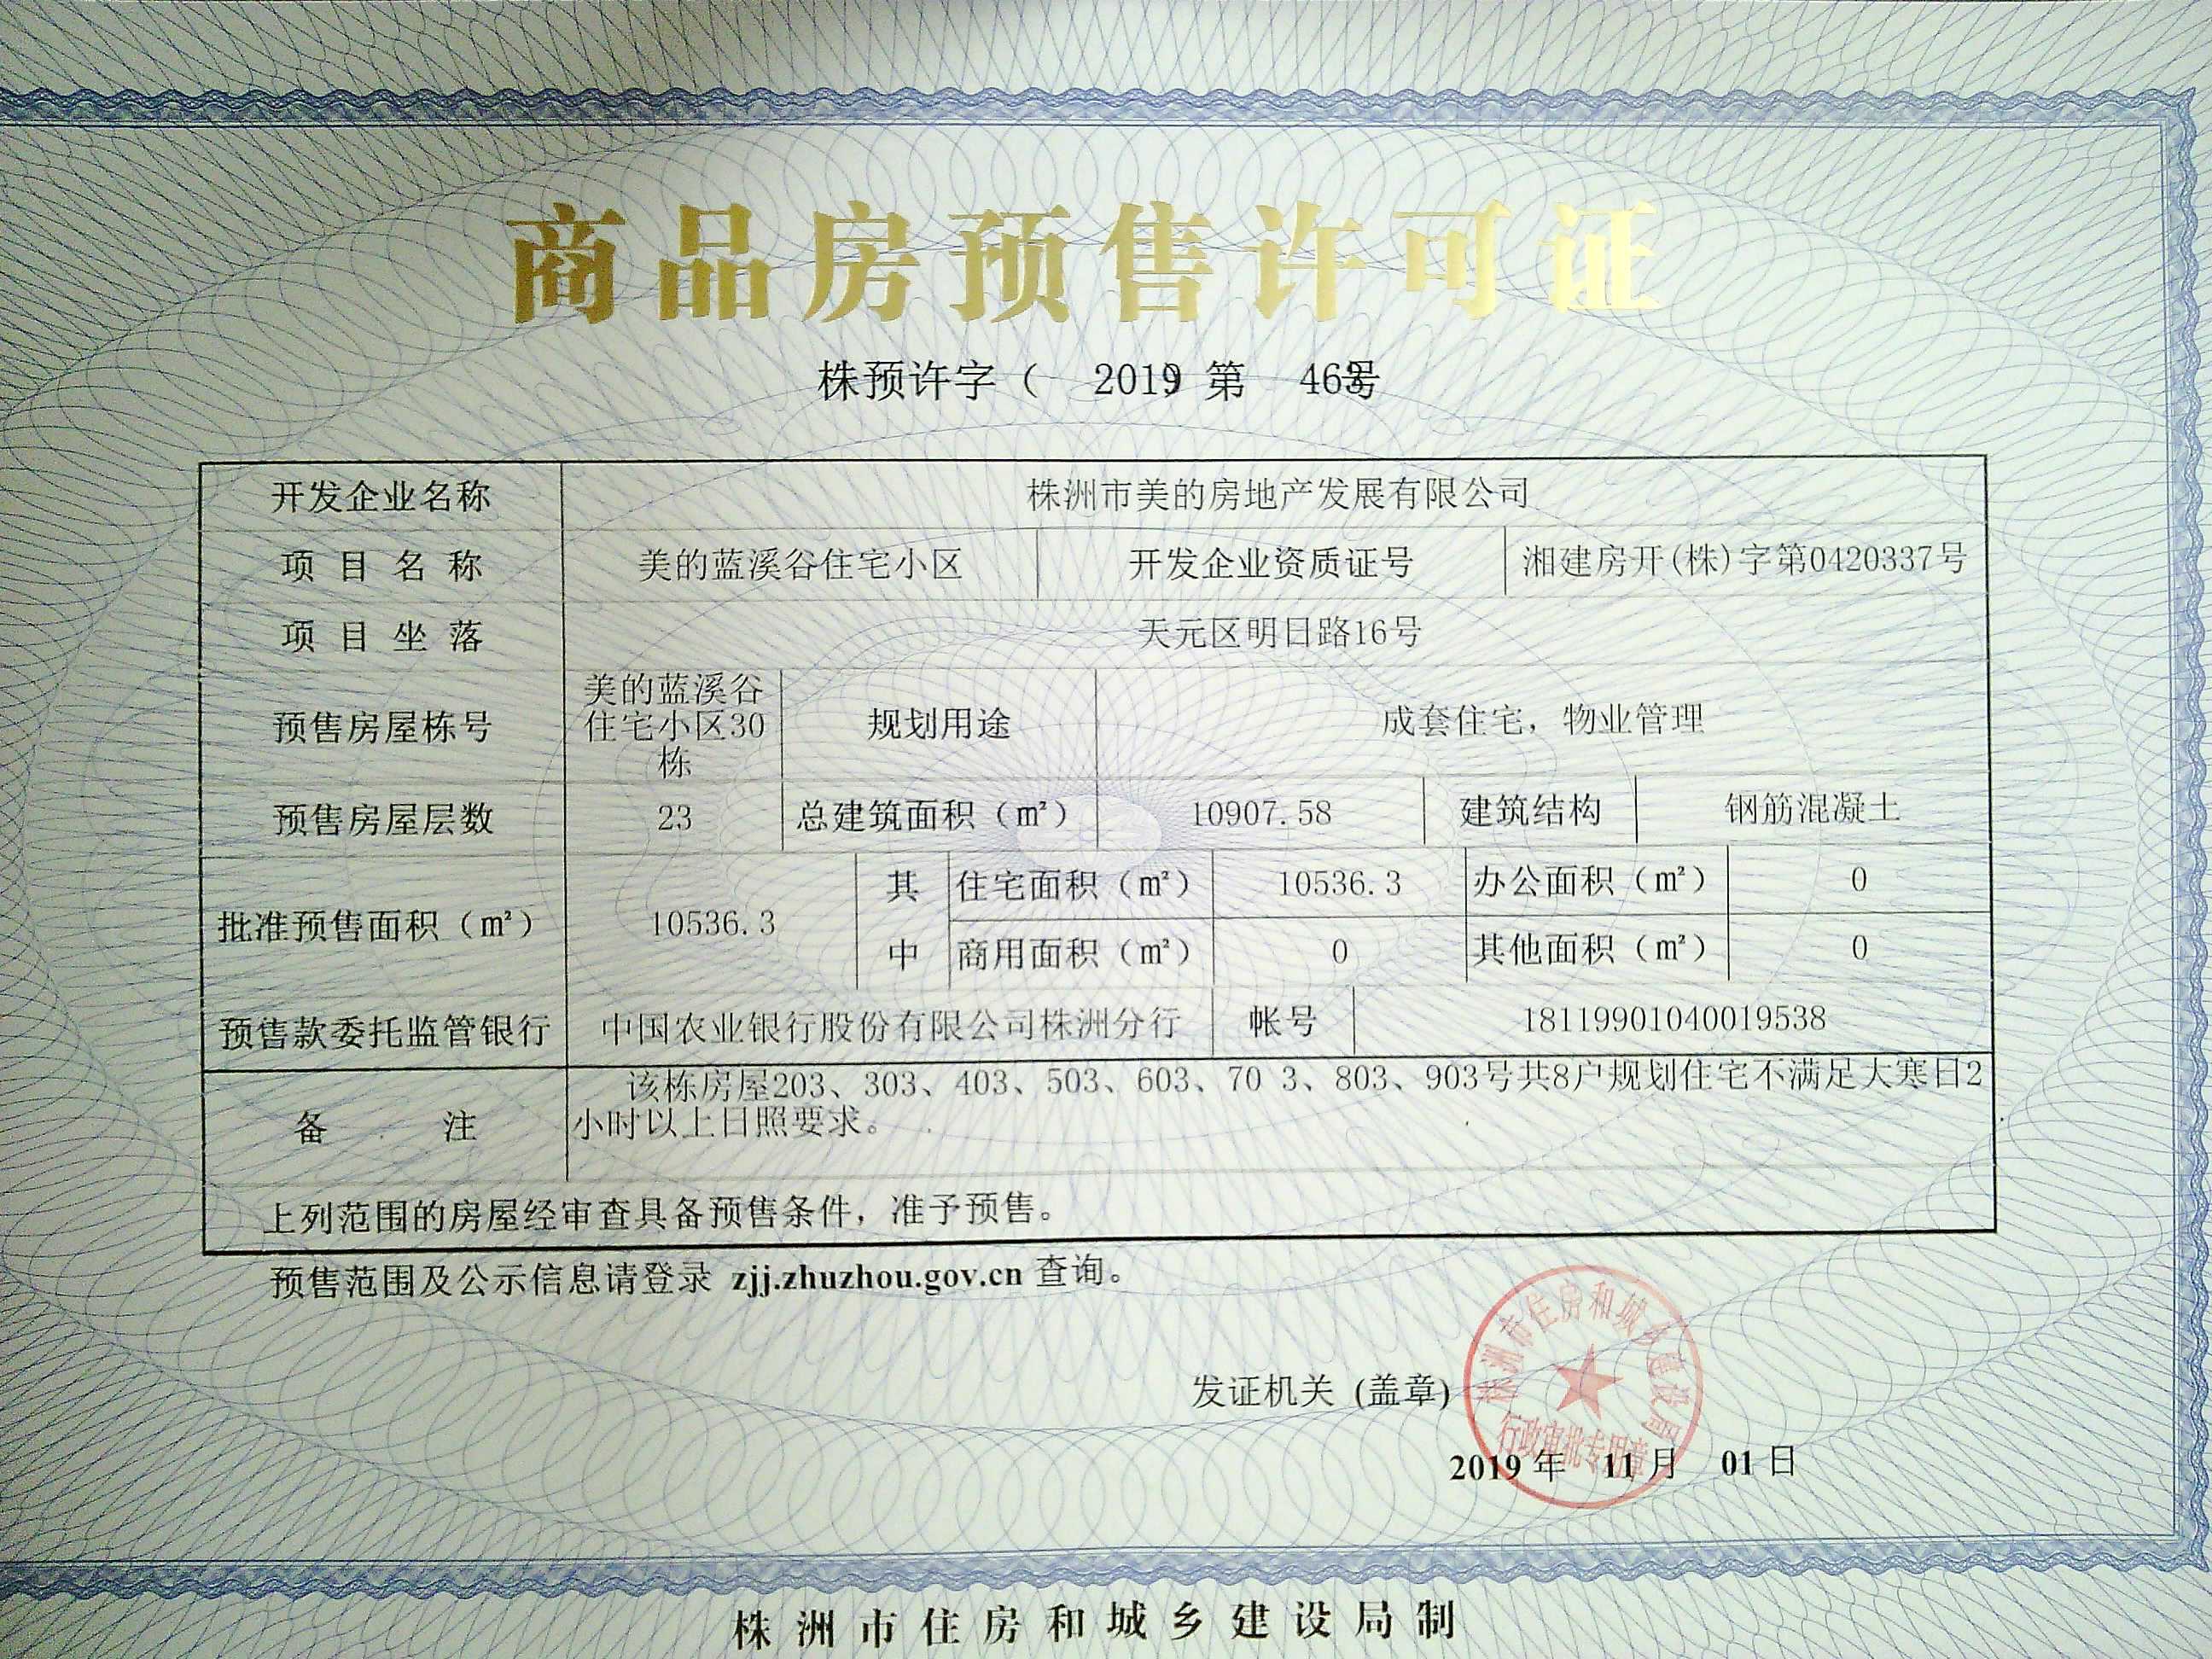 商品房预售许可证
株预许字（ 2019）第 463号
开发企业名称 株洲市美的房地产发展有限公司
项目名称 美的蓝溪谷住宅小区 开发企业资质证号 湘建房开(株)字第0420337号
项目坐落 天元区明日路16号
预售房屋栋号 美的蓝溪谷住宅小区30栋 规划用途 成套住宅，物业管理
预售房屋层数 23 总建筑面积（㎡） 10907.58 建筑结构 钢筋混凝土
批准预售面积（㎡） 10536.3 其中 住宅面积（㎡） 10536.3 办公面积（㎡） 0
商用面积（㎡） 0 其他面积（㎡） 0
预售款委托监管银行 中国农业银行股份有限公司株洲分行 帐号 18119901040019538
备注 该栋房屋203、303、403、503、603、70 3、803、903号共8户规划住宅不满足大寒日2
小时以上日照要求。
上列范围的房屋经审查具备预售条件，准予预售。
预售范围及公示信息请登录 zjj.zhuzhou.gov.cn 查询。
株洲市住房和城乡建设局
行政审批专用章
发证机关 (盖章)
2019 年 11 月 01 日
株洲市住房和城乡建设局制